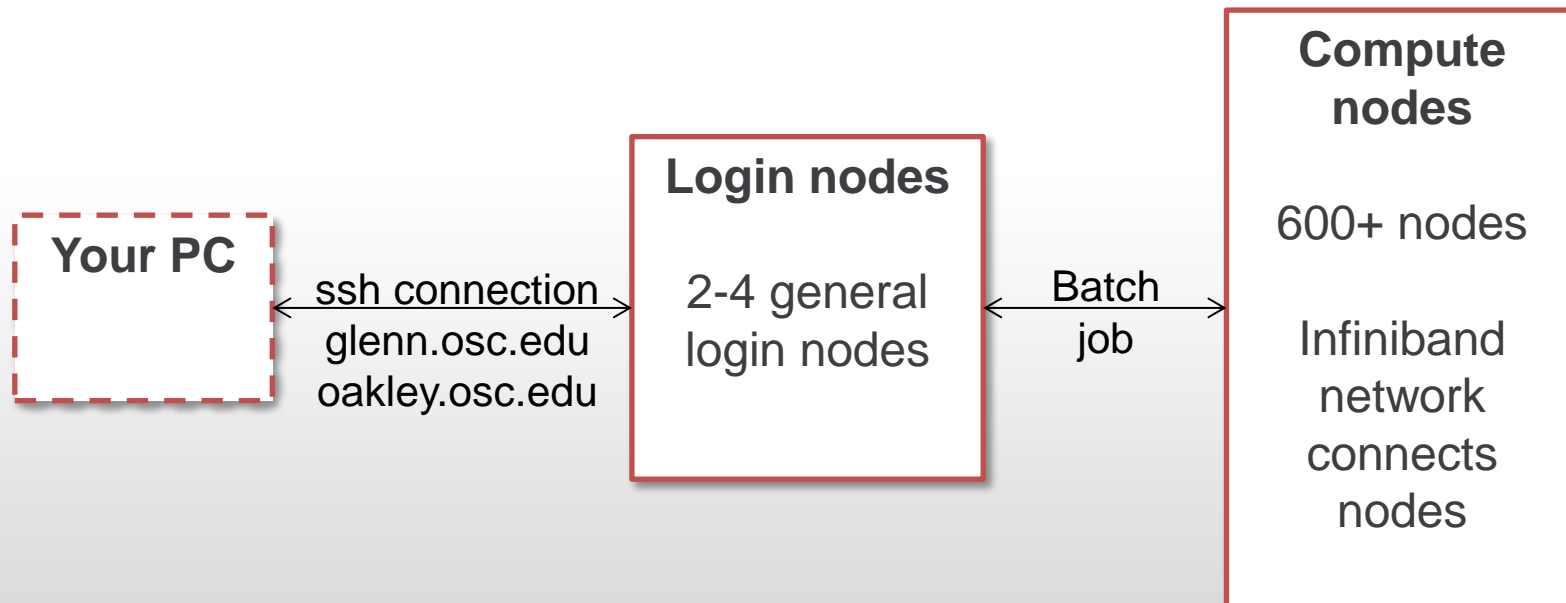 Your PC
ssh connection
glenn.osc.edu
oakley.osc.edu
Login nodes
2-4 general
login nodes
Batch
job
Compute
nodes
600+ nodes
Infiniband
network
connects
nodes